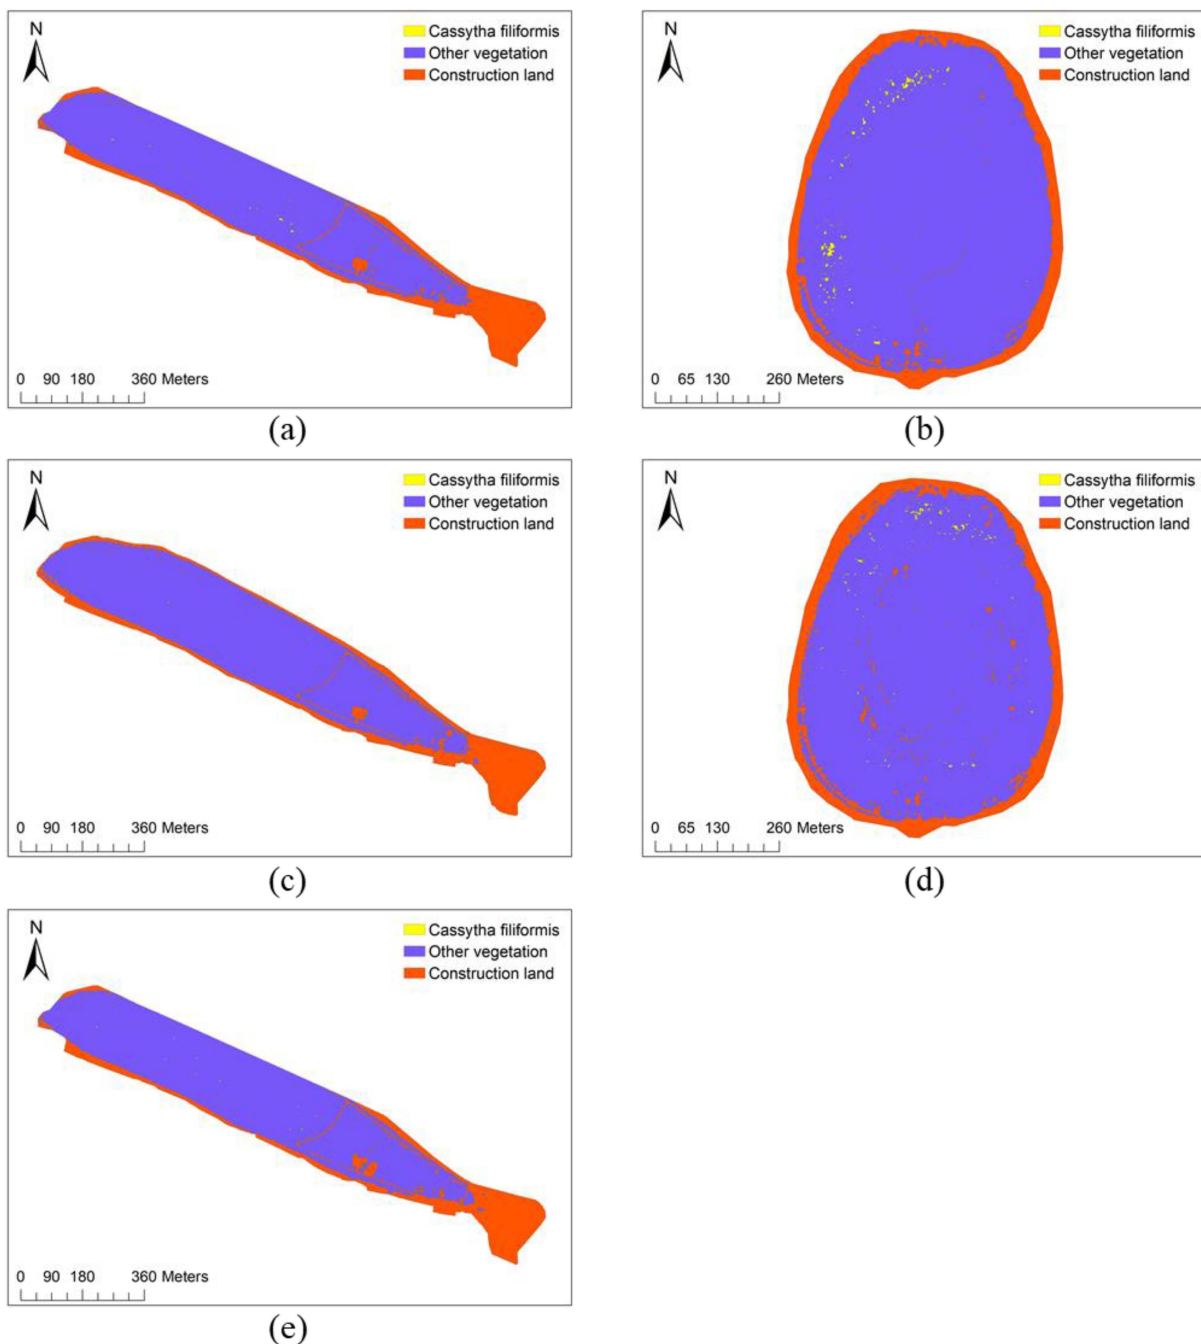 N
Cassytha filiformis
Other vegetation
Construction land
0 90 180 360 Meters
(a)
N
Cassytha filiformis
Other vegetation
Construction land
0 65 130 260 Meters
(b)
N
Cassytha filiformis
Other vegetation
Construction land
0 90 180 360 Meters
(c)
N
Cassytha filiformis
Other vegetation
Construction land
0 65 130 260 Meters
(d)
N
Cassytha filiformis
Other vegetation
Construction land
0 90 180 360 Meters
(e)